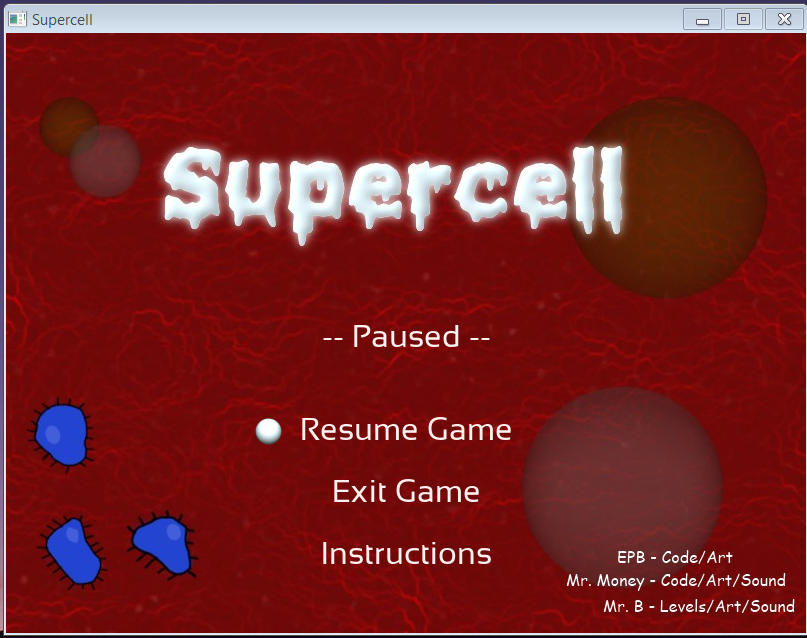 Supercell
Supercell
-- Paused --
Resume Game
Exit Game
Instructions
EPB - Code/Art
Mr. Money - Code/Art/Sound
Mr. B - Levels/Art/Sound